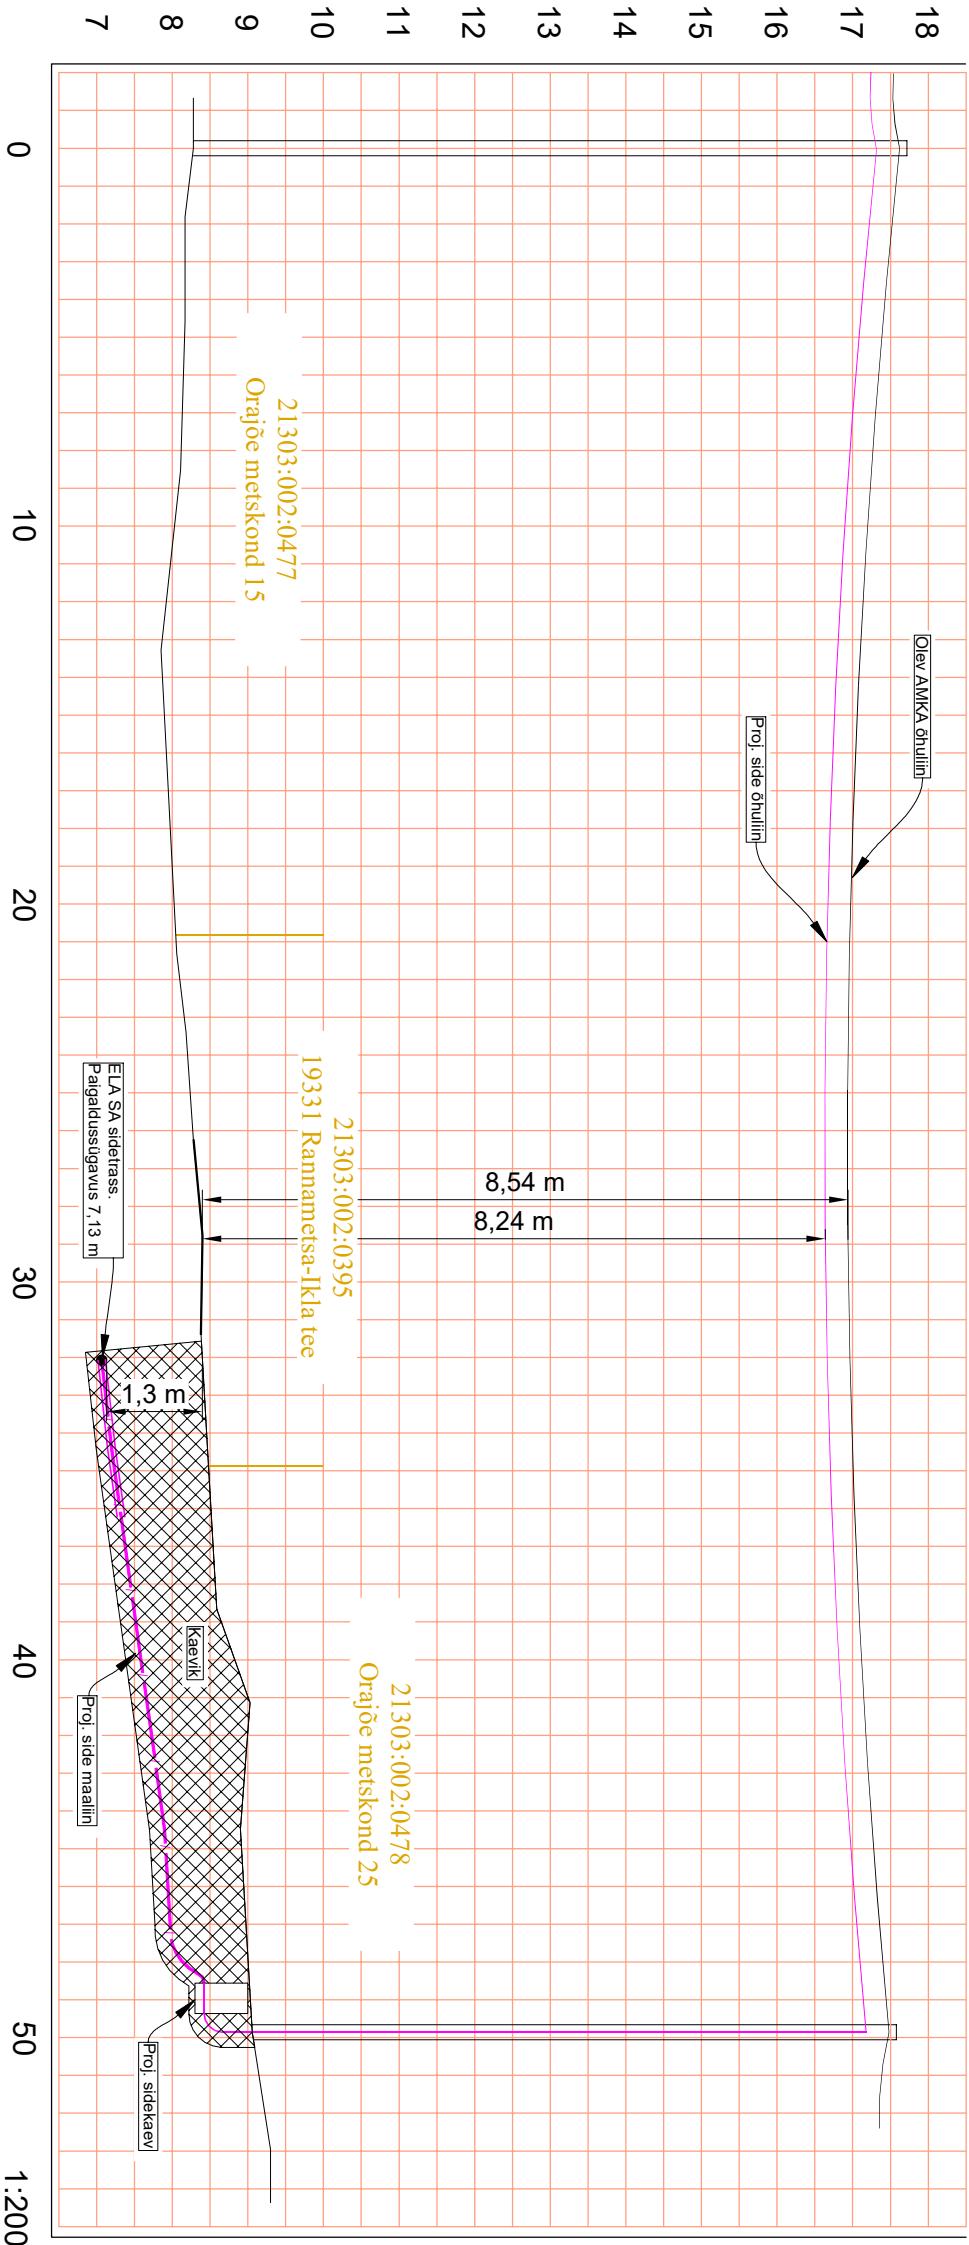 18
17
16
15
14
13
12
11
10
9
8
7
0
10
20
30
40
50
1:200
Olev AMKA õhuliin
Proj. side õhuliin
21303:002:0477
Orajõe metskond 15
21303:002:0395
19331 Rannametsa-Ikla tee
21303:002:0478
Orajõe metskond 25
8,54 m
8,24 m
1,3 m
ELA SA sidetrass.
Paigaldussügavus 7,13 m
Kaevik
Proj. side maaliin
Proj. sidekaev